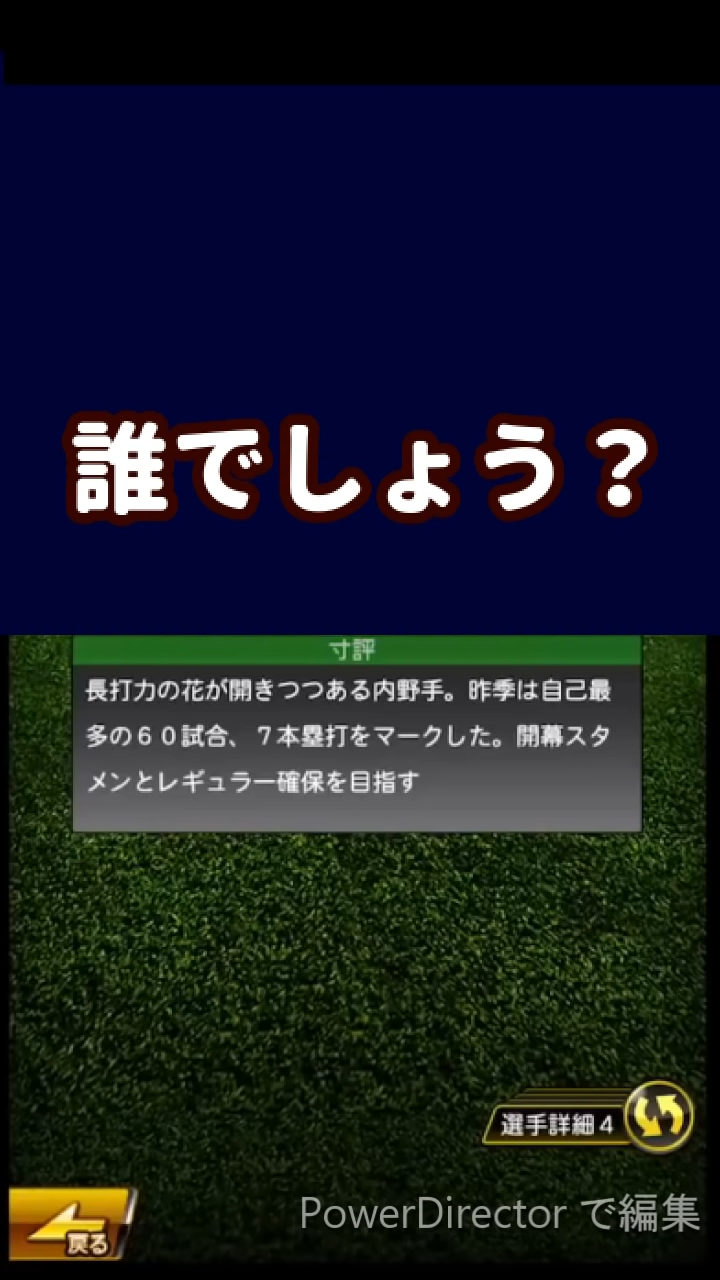 誰でしょう？
寸評
長打力の花が開きつつある内野手。昨季は自己最
多の６０試合、７本塁打をマークした。開幕スタ
メンとレギュラー確保を目指す
選手詳細４
戻る
PowerDirector で編集